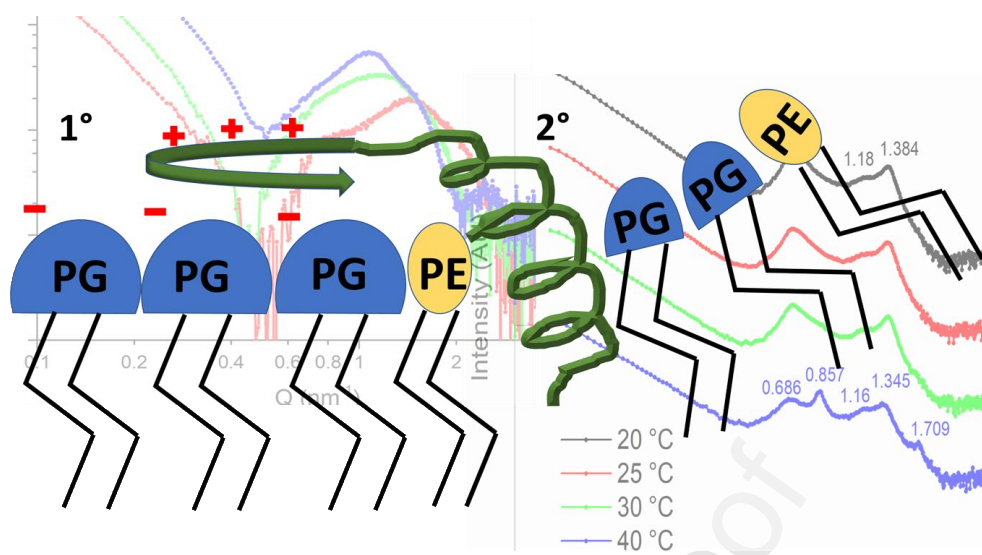 1°
2°
+ + +
− − −
PG PG PG PE
PG PG PE
0.1 0.2 0.4 0.6 0.8 1 2
Intensity (A
1.18 1.384
0.686 0.857 1.16 1.345 1.709
20 °C
25 °C
30 °C
40 °C